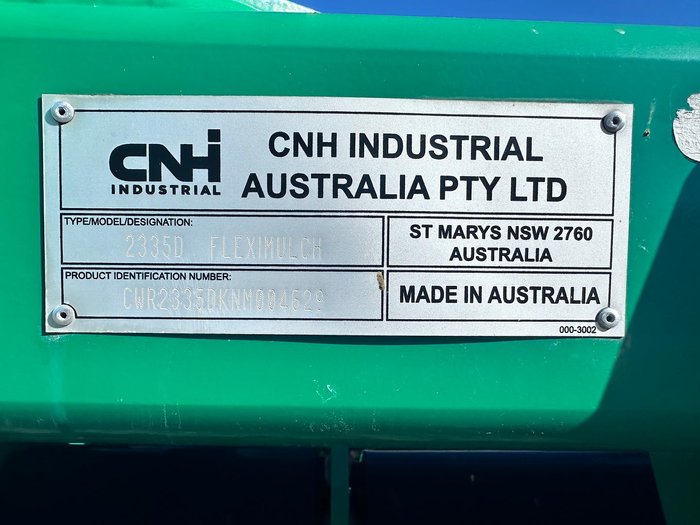 CNH
INDUSTRIAL
CNH INDUSTRIAL
AUSTRALIA PTY LTD
TYPE/MODEL/DESIGNATION:
2335D FLEXIMULCH
ST MARYS NSW 2760
AUSTRALIA
PRODUCT IDENTIFICATION NUMBER:
CWR2335DKNM004629
MADE IN AUSTRALIA
000-3002